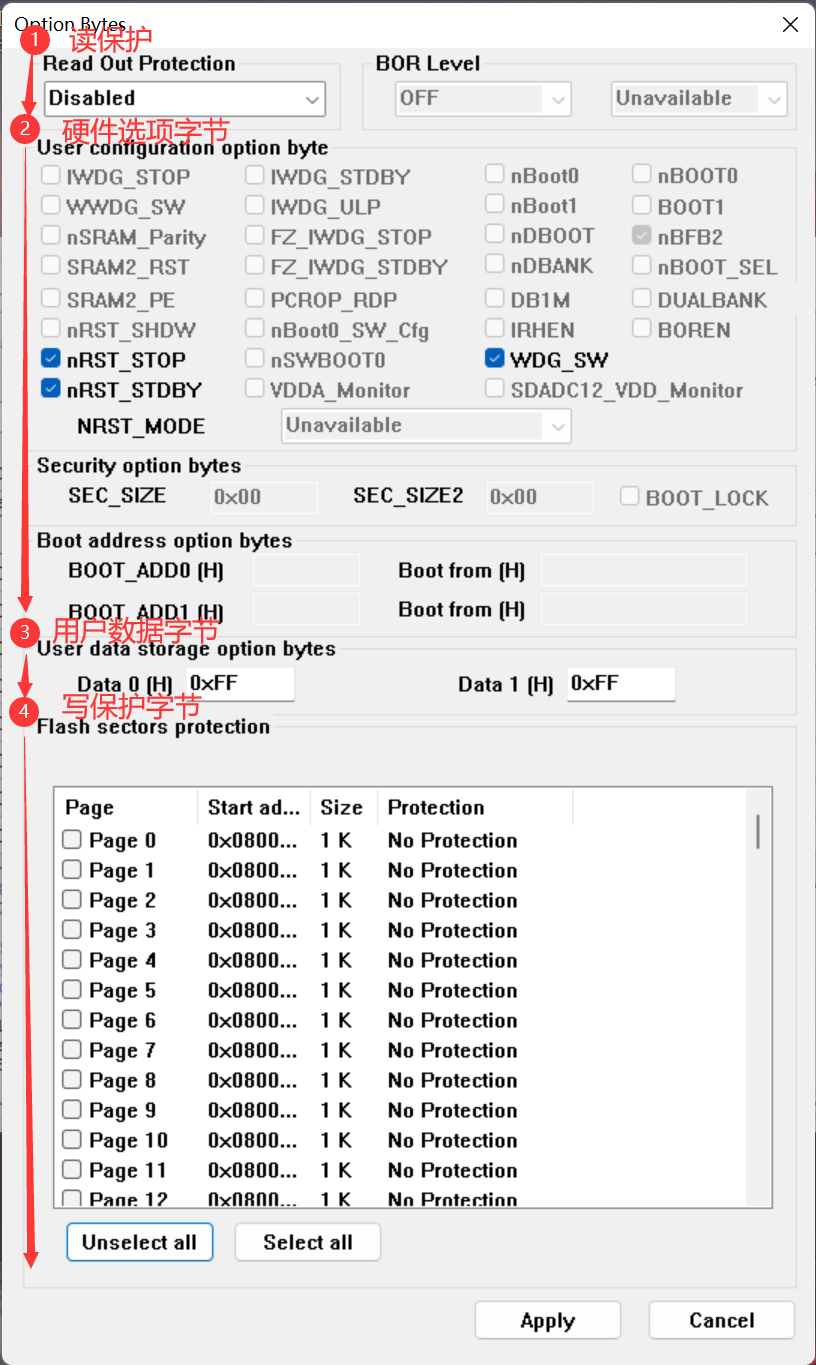 Option Bytes
1 读保护
Read Out Protection BOR Level
Disabled OFF Unavailable
2 硬件选项字节
User configuration option byte
IWDG_STOP IWDG_STDBY nBoot0 nBOOT0
WWDG_SW IWDG_ULP nBoot1 BOOT1
nSRAM_Parity FZ_IWDG_STOP nDBOOT nBFB2
SRAM2_RST FZ_IWDG_STDBY nDBANK nBOOT_SEL
SRAM2_PE PCROP_RDP DB1M DUALBANK
nRST_SHDW nBoot0_SW_Cfg IRHEN BOREN
nRST_STOP nSWBOOT0 WDG_SW
nRST_STDBY VDDA_Monitor SDADC12_VDD_Monitor
NRST_MODE Unavailable
Security option bytes
SEC_SIZE 0x00 SEC_SIZE2 0x00 BOOT_LOCK
Boot address option bytes
BOOT_ADD0 (H) Boot from (H)
BOOT_ADD1 (H) Boot from (H)
3 用户数据字节
User data storage option bytes
Data 0 (H) 0xFF Data 1 (H) 0xFF
4 写保护字节
Flash sectors protection
Page Start ad... Size Protection
Page 0 0x0800... 1 K No Protection
Page 1 0x0800... 1 K No Protection
Page 2 0x0800... 1 K No Protection
Page 3 0x0800... 1 K No Protection
Page 4 0x0800... 1 K No Protection
Page 5 0x0800... 1 K No Protection
Page 6 0x0800... 1 K No Protection
Page 7 0x0800... 1 K No Protection
Page 8 0x0800... 1 K No Protection
Page 9 0x0800... 1 K No Protection
Page 10 0x0800... 1 K No Protection
Page 11 0x0800... 1 K No Protection
Page 12 0x0800... 1 K No Protection
Unselect all Select all
Apply Cancel